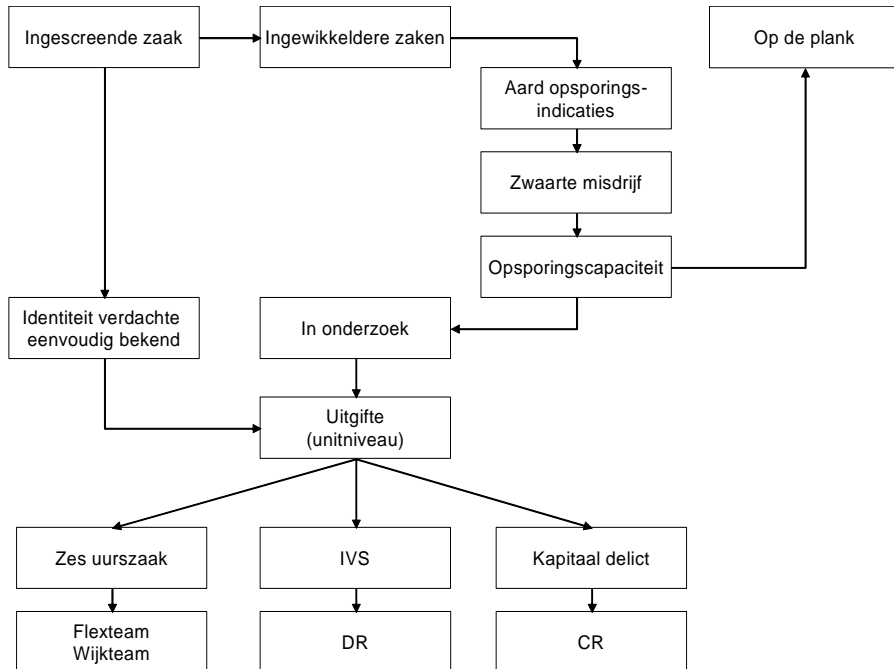 Ingescreende zaak
Ingewikkeldere zaken
Op de plank
Aard opsporings-
indicaties
Zwaarte misdrijf
Opsporingscapaciteit
Identiteit verdachte
eenvoudig bekend
In onderzoek
Uitgifte
(unitniveau)
Zes uurszaak
IVS
Kapitaal delict
Flexteam
Wijkteam
DR
CR